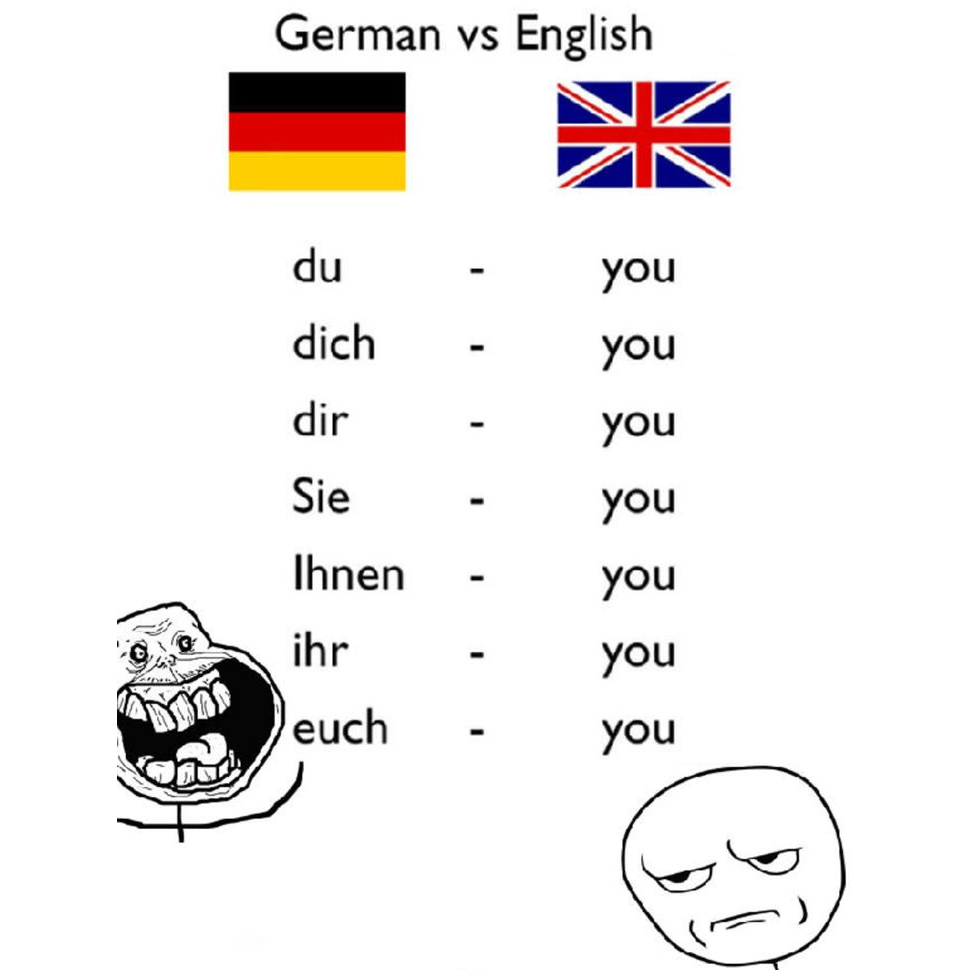 German vs English
du - you
dich - you
dir - you
Sie - you
Ihnen - you
ihr - you
euch - you